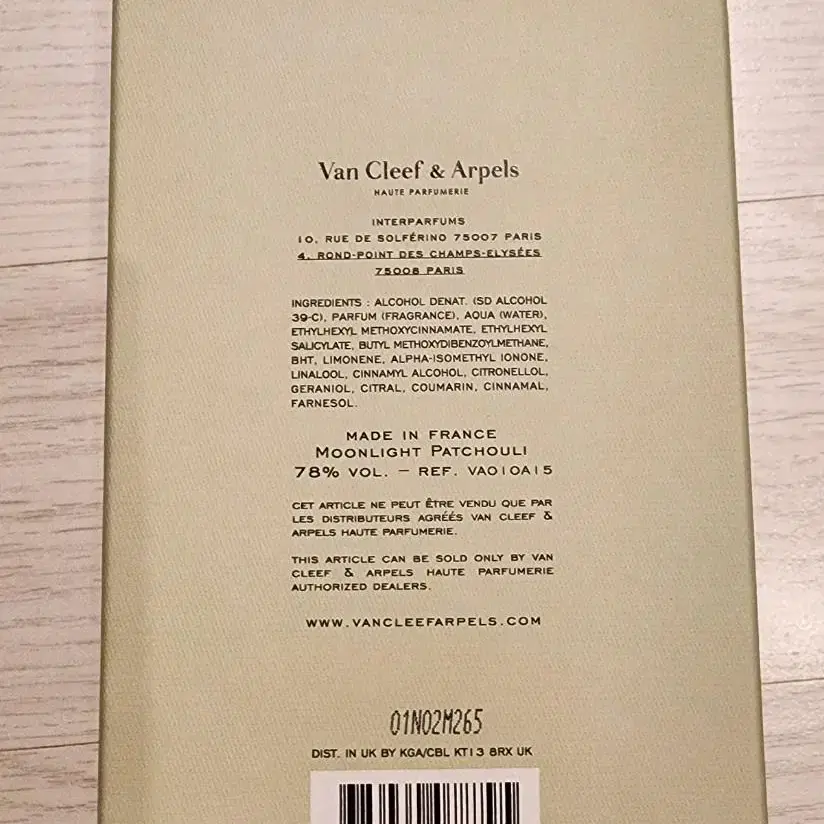 Van Cleef & Arpels
HAUTE PARFUMERIE
INTERPARFUMS
10, RUE DE SOLFÉRINO 75007 PARIS
4, ROND-POINT DES CHAMPS-ELYSÉES
75008 PARIS
INGREDIENTS : ALCOHOL DENAT. (SD ALCOHOL
39-C), PARFUM (FRAGRANCE), AQUA (WATER),
ETHYLHEXYL METHOXYCINNAMATE, ETHYLHEXYL
SALICYLATE, BUTYL METHOXYDIBENZOYLMETHANE,
BHT, LIMONENE, ALPHA-ISOMETHYL IONONE,
LINALOOL, CINNAMYL ALCOHOL, CITRONELLOL,
GERANIOL, CITRAL, COUMARIN, CINNAMAL,
FARNESOL.
MADE IN FRANCE
MOONLIGHT PATCHOULI
78% VOL. – REF. VA010A15
CET ARTICLE NE PEUT ÊTRE VENDU QUE PAR
LES DISTRIBUTEURS AGRÉÉS VAN CLEEF &
ARPELS HAUTE PARFUMERIE.
THIS ARTICLE CAN BE SOLD ONLY BY VAN
CLEEF & ARPELS HAUTE PARFUMERIE
AUTHORIZED DEALERS.
WWW.VANCLEEFARPELS.COM
01N02M265
DIST. IN UK BY KGA/CBL KT13 8RX UK